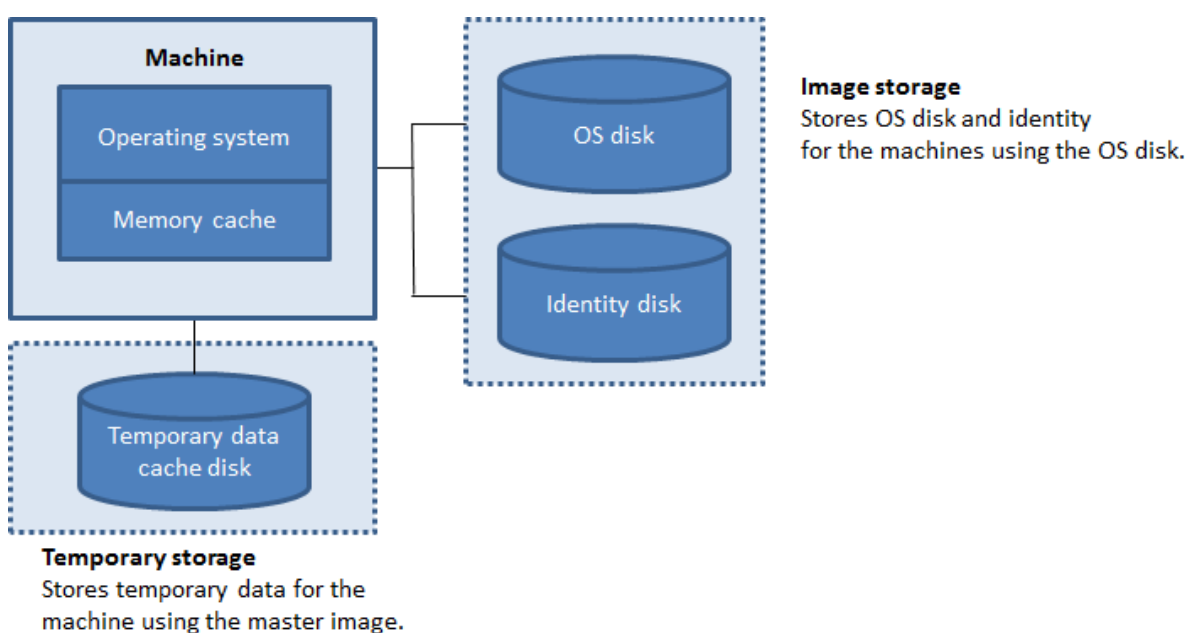 Machine
Operating system
Memory cache
OS disk
Identity disk
Image storage
Stores OS disk and identity
for the machines using the OS disk.
Temporary data
cache disk
Temporary storage
Stores temporary data for the
machine using the master image.